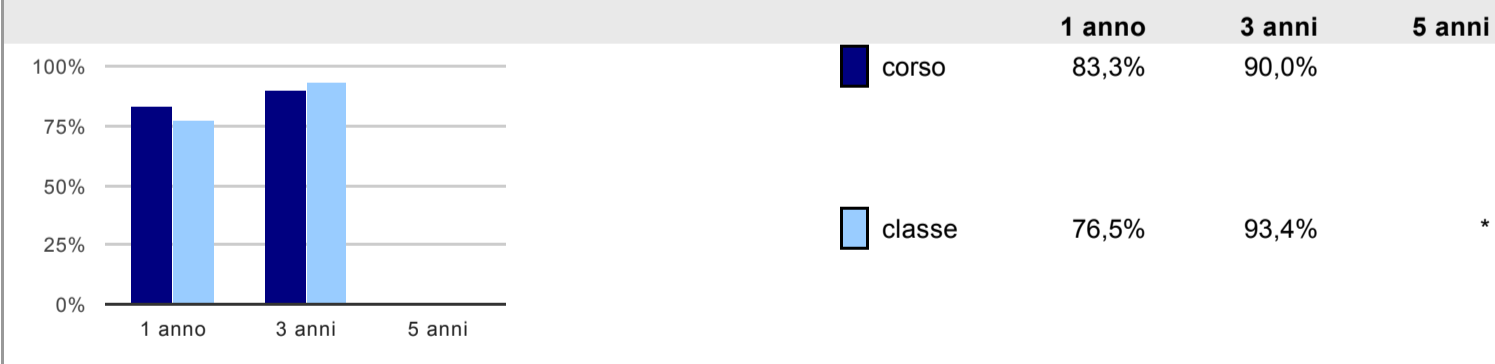 1 anno 3 anni 5 anni
100%
75%
50%
25%
0%
1 anno 3 anni 5 anni
corso 83,3% 90,0%
classe 76,5% 93,4% *